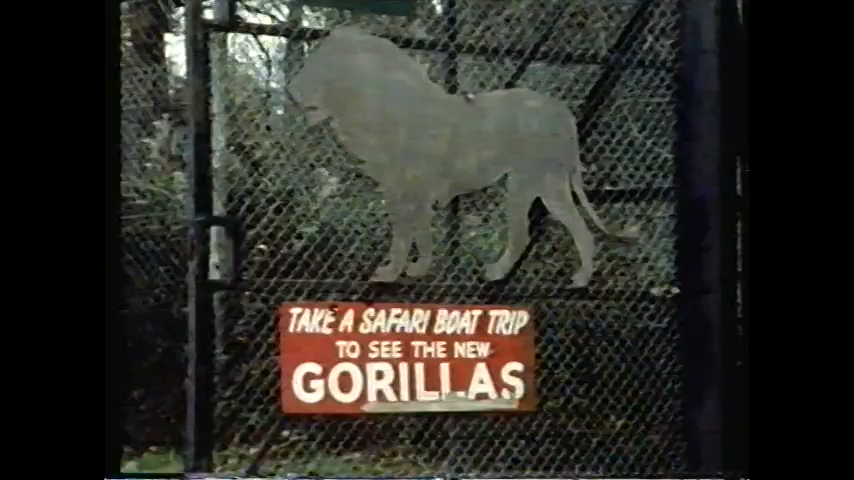 TAKE A SAFARI BOAT TRIP
TO SEE THE NEW
GORILLAS